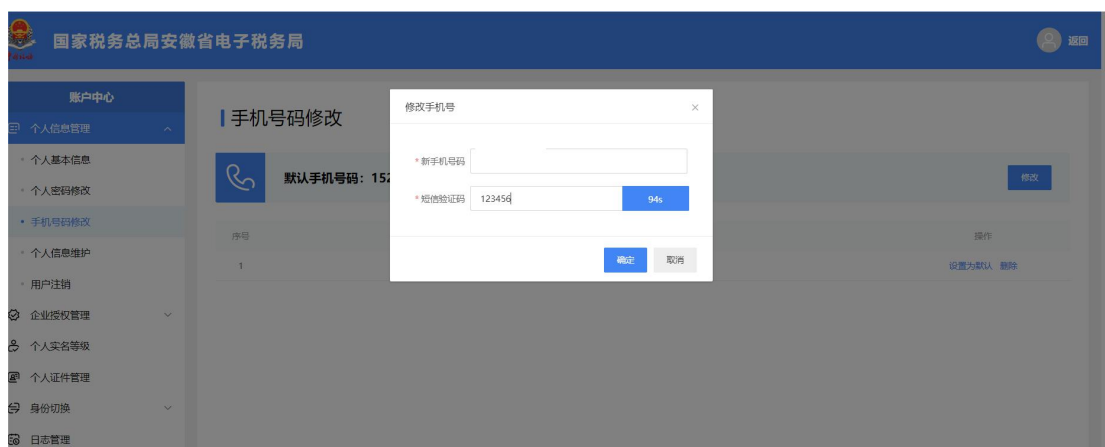 国家税务总局安徽省电子税务局
返回
账户中心
个人信息管理
个人基本信息
个人密码修改
手机号码修改
个人信息维护
用户注销
企业授权管理
个人实名等级
个人证件管理
身份切换
日志管理
手机号码修改
默认手机号码：152
修改
序号
操作
1
设置为默认 删除
修改手机号
×
*新手机号码
*短信验证码 123456 94s
确定 取消